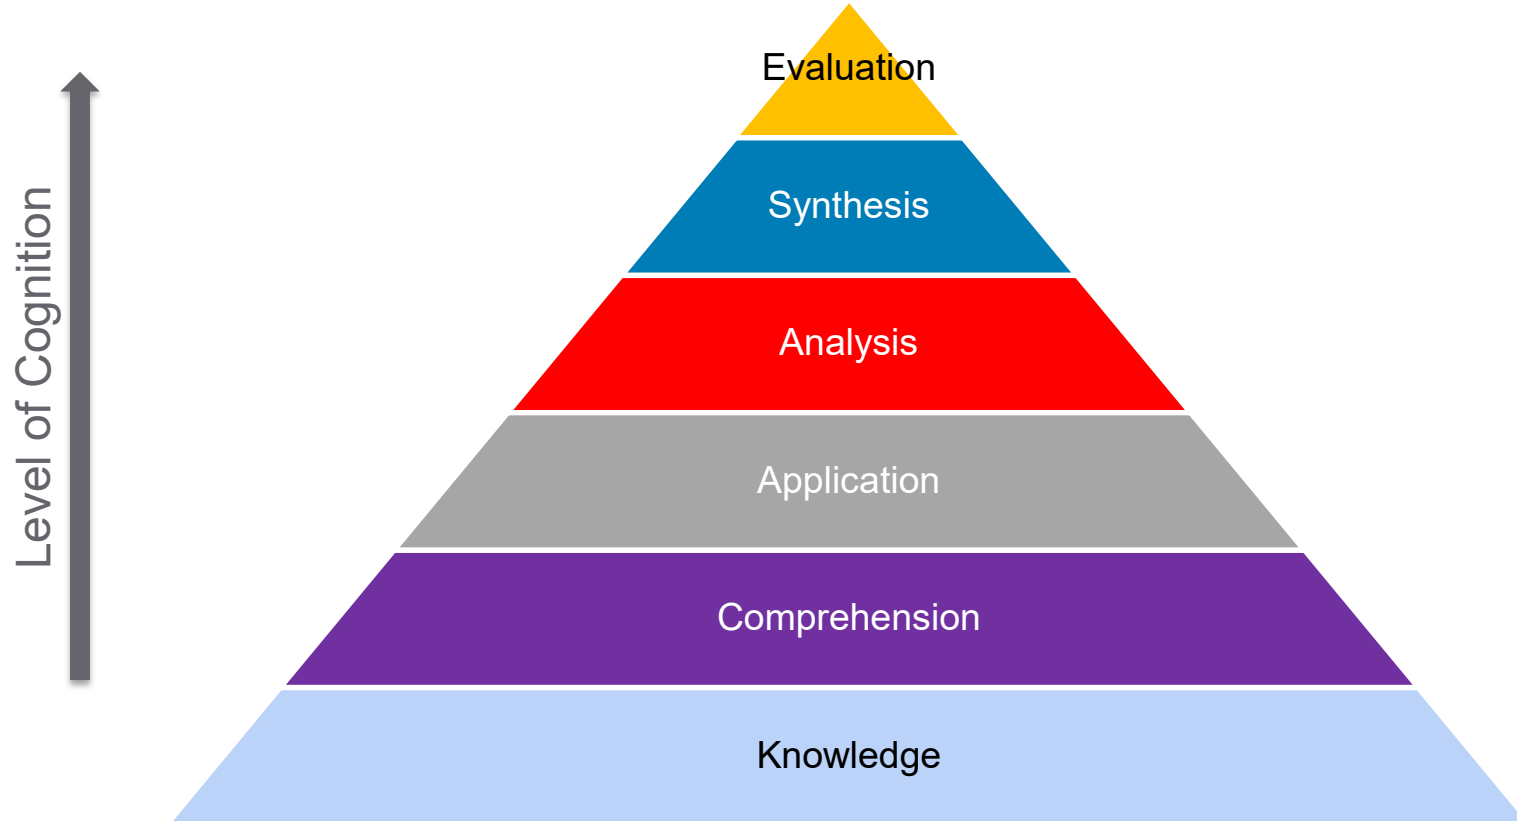 Level of Cognition
Evaluation
Synthesis
Analysis
Application
Comprehension
Knowledge